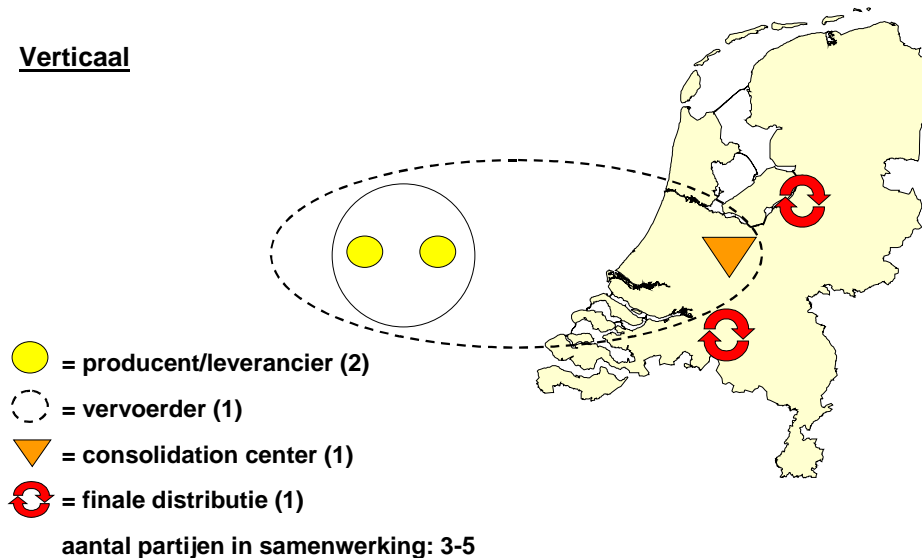 Verticaal
= producent/leverancier (2)
= vervoerder (1)
= consolidation center (1)
= finale distributie (1)
aantal partijen in samenwerking: 3-5